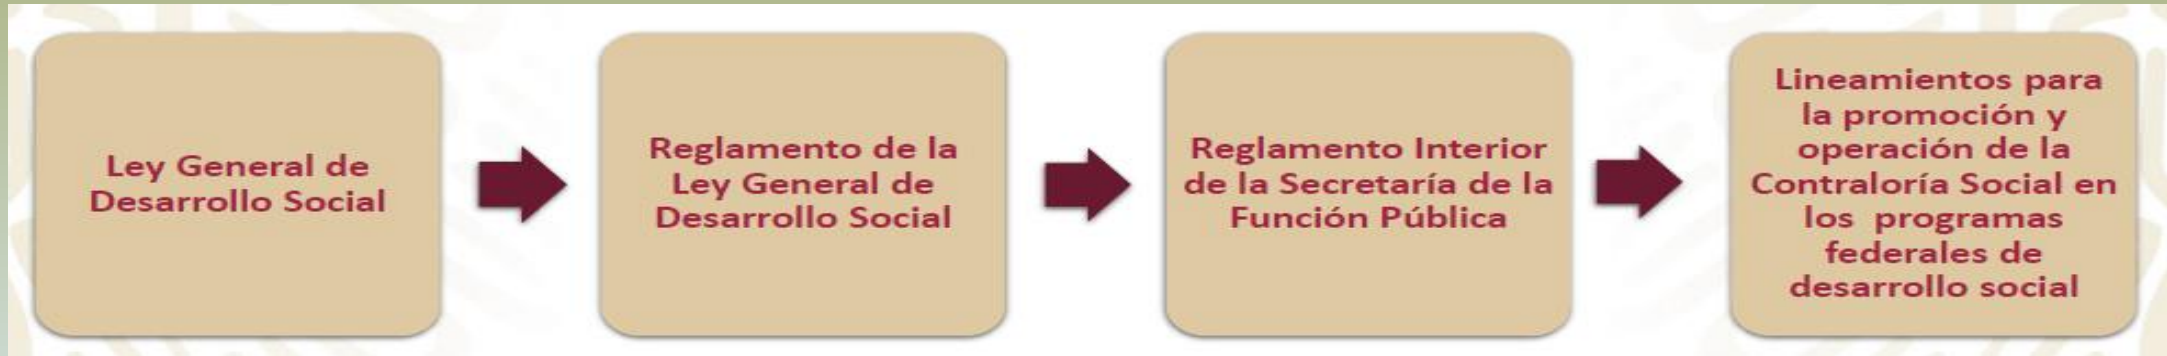 Ley General de
Desarrollo Social
Reglamento de la
Ley General de
Desarrollo Social
Reglamento Interior
de la Secretaría de la
Función Pública
Lineamientos para
la promoción y
operación de la
Contraloría Social en
los programas
federales de
desarrollo social